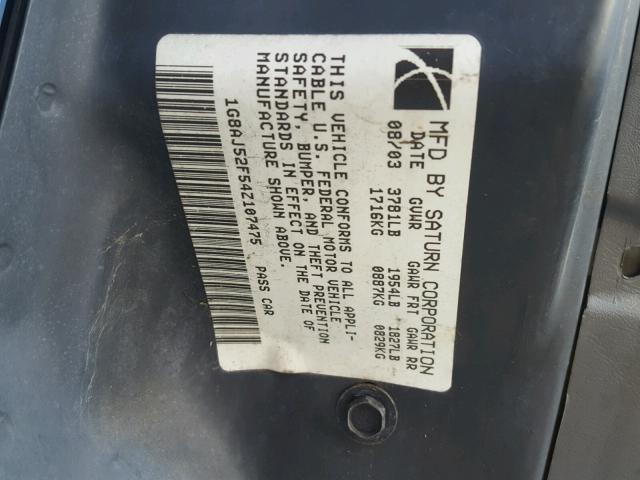 MFD BY SATURN CORPORATION
DATE GVWR GAWR FRT GAWR RR
08/03 3781LB 1954LB 1827LB
1716KG 0887KG 0829KG
THIS VEHICLE CONFORMS TO ALL APPLI-
CABLE U.S. FEDERAL MOTOR VEHICLE
SAFETY, BUMPER, AND THEFT PREVENTION
STANDARDS IN EFFECT ON THE DATE OF
MANUFACTURE SHOWN ABOVE.
1G8AJ52F54Z107475 PASS CAR